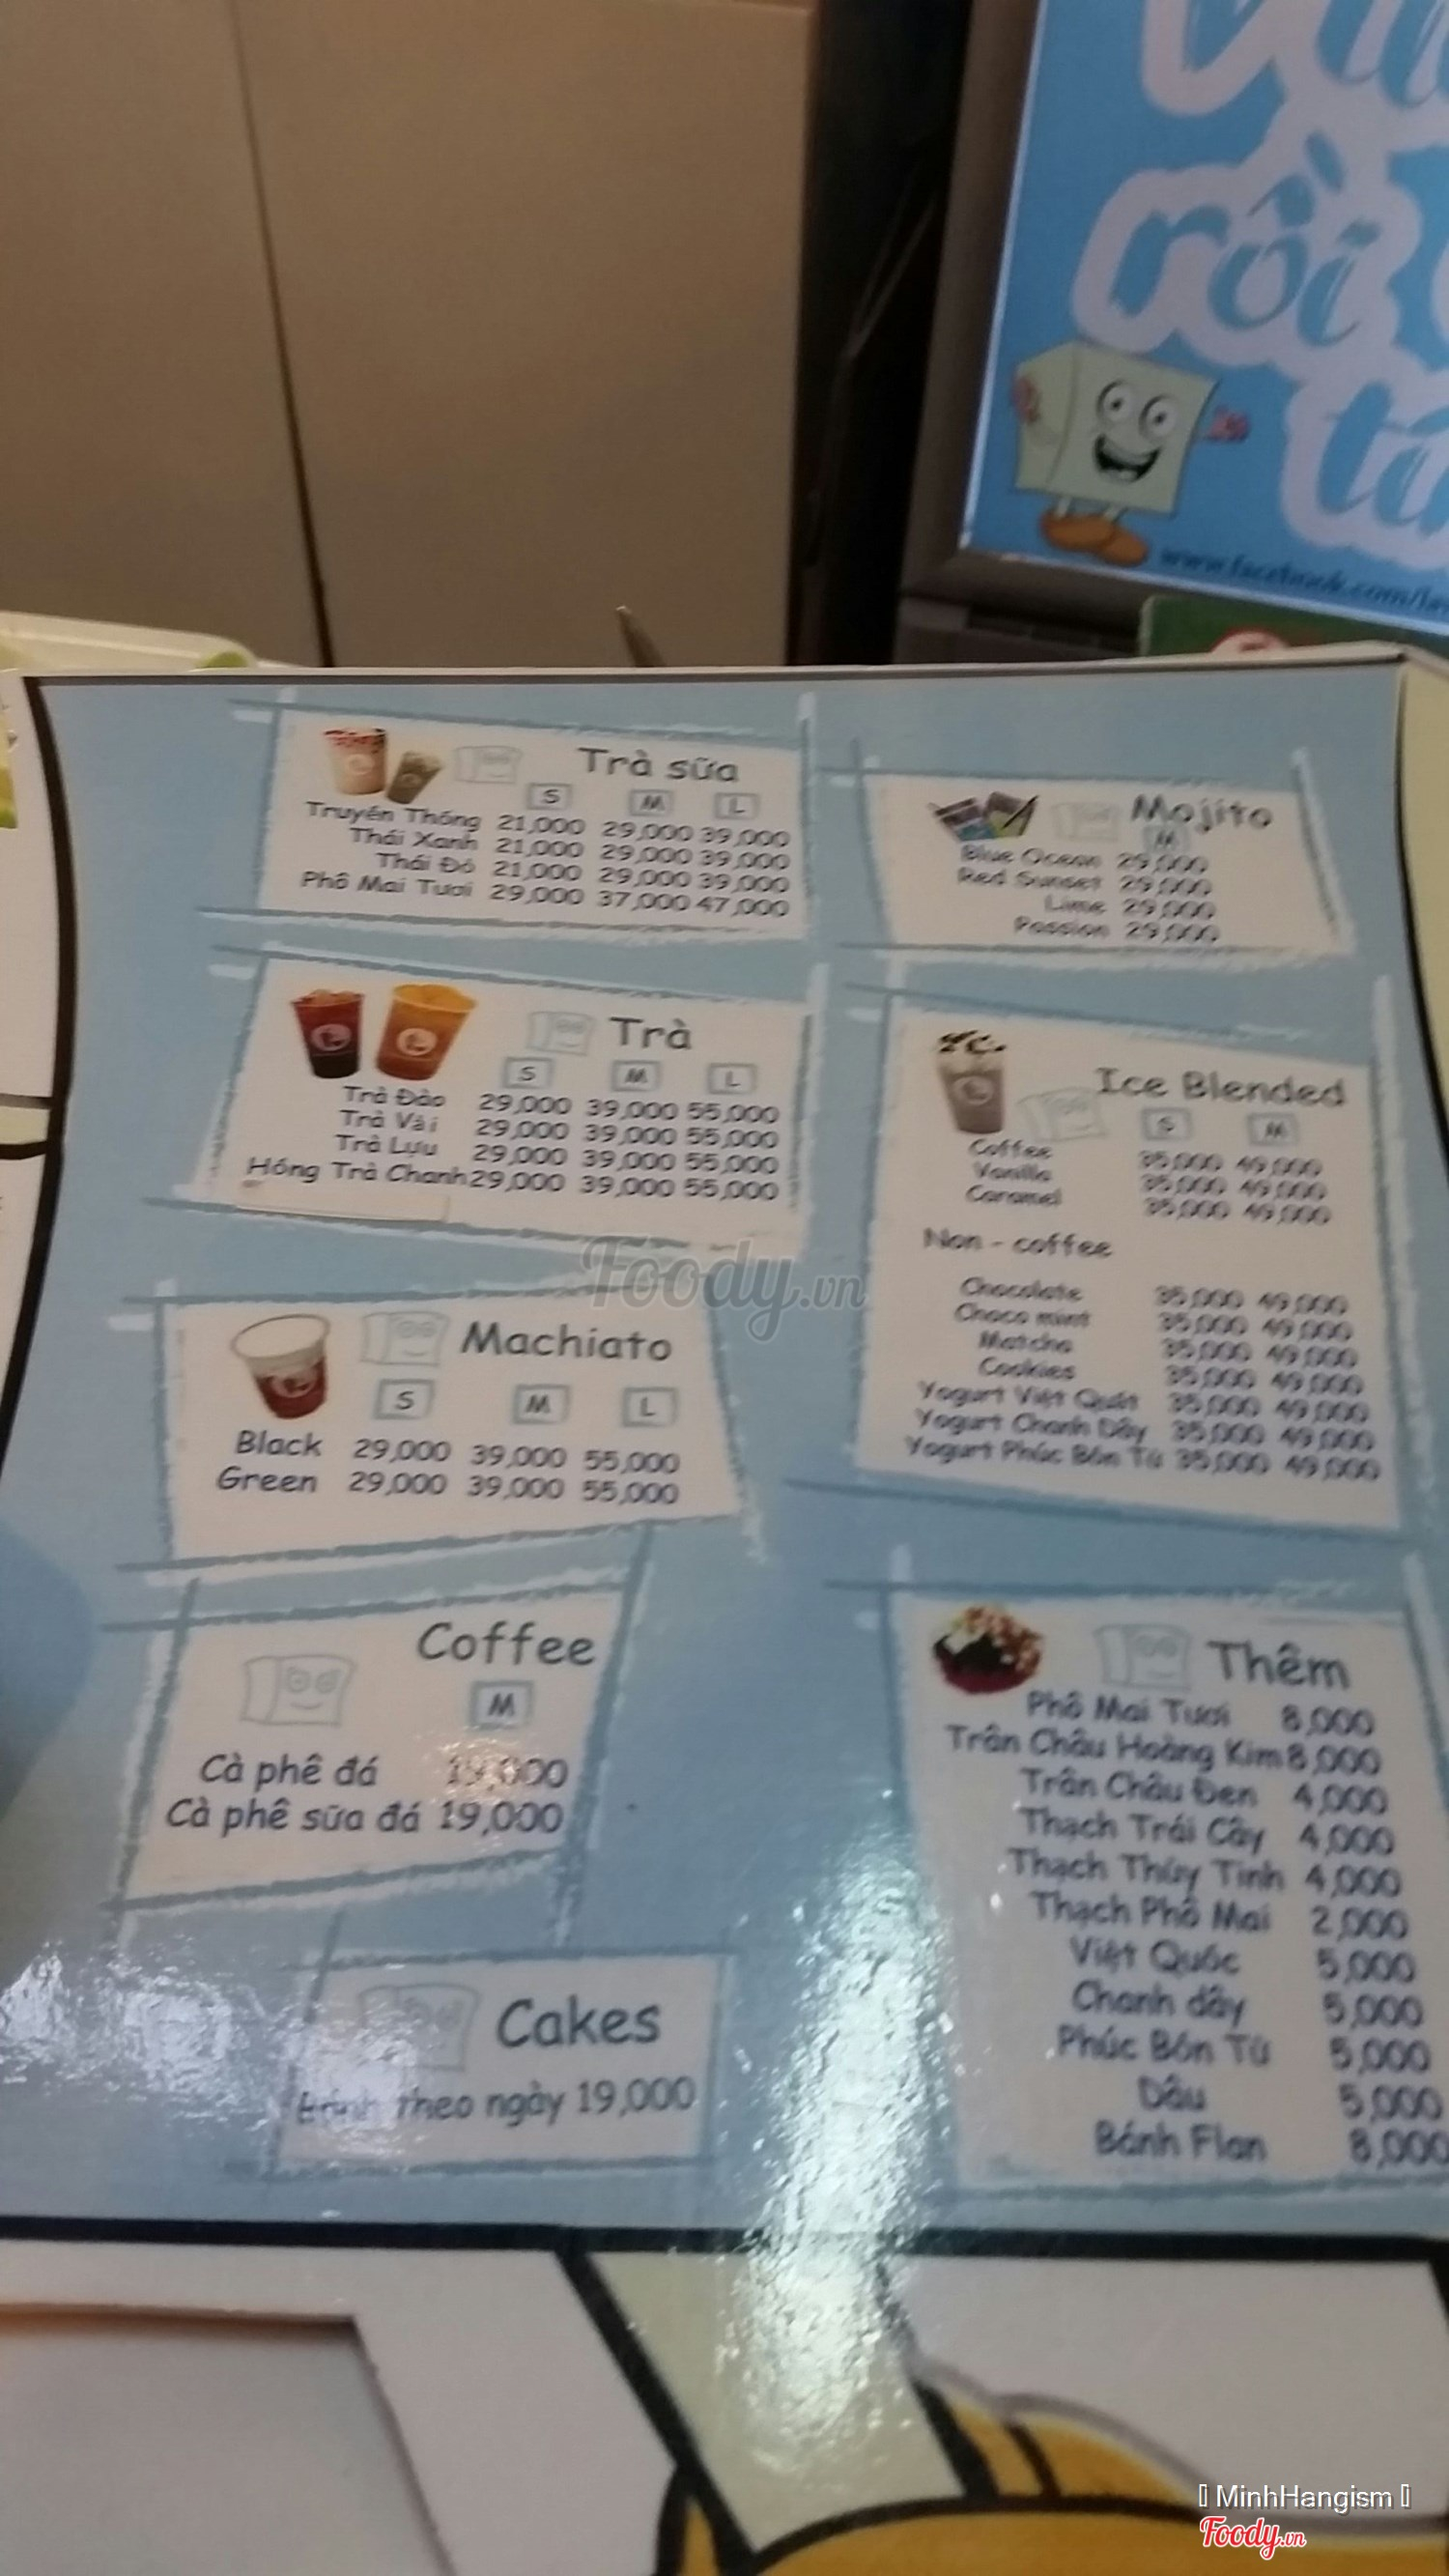 rồi
www.facebook.com/
Trà sữa
S M L
Truyền Thống 21,000 29,000 39,000
Thái Xanh 21,000 29,000 39,000
Thái Đỏ 21,000 29,000 39,000
Phô Mai Tươi 29,000 37,000 47,000
Mojito
M
Blue Ocean 29,000
Red Sunset 29,000
Lime 29,000
Passion 29,000
Trà
S M L
Trà Đào 29,000 39,000 55,000
Trà Vải 29,000 39,000 55,000
Trà Lựu 29,000 39,000 55,000
Hồng Trà Chanh 29,000 39,000 55,000
Ice Blended
S M
Coffee 35,000 49,000
Vanilla 35,000 49,000
Caramel 35,000 49,000
Non - coffee
Chocolate 35,000 49,000
Choco mint 35,000 49,000
Matcha 35,000 49,000
Cookies 35,000 49,000
Yogurt Việt Quất 35,000 49,000
Yogurt Chanh Dây 35,000 49,000
Yogurt Phúc Bồn Tử 35,000 49,000
Machiato
S M L
Black 29,000 39,000 55,000
Green 29,000 39,000 55,000
Coffee
M
Cà phê đá 19,000
Cà phê sữa đá 19,000
Cakes
Bánh theo ngày 19,000
Thêm
Phô Mai Tươi 8,000
Trân Châu Hoàng Kim 8,000
Trân Châu Đen 4,000
Thạch Trái Cây 4,000
Thạch Thủy Tinh 4,000
Thạch Phô Mai 2,000
Việt Quốc 5,000
Chanh dây 5,000
Phúc Bồn Tử 5,000
Dâu 5,000
Bánh Flan 8,000
Foody.vn
MinhHangism
Foody.vn